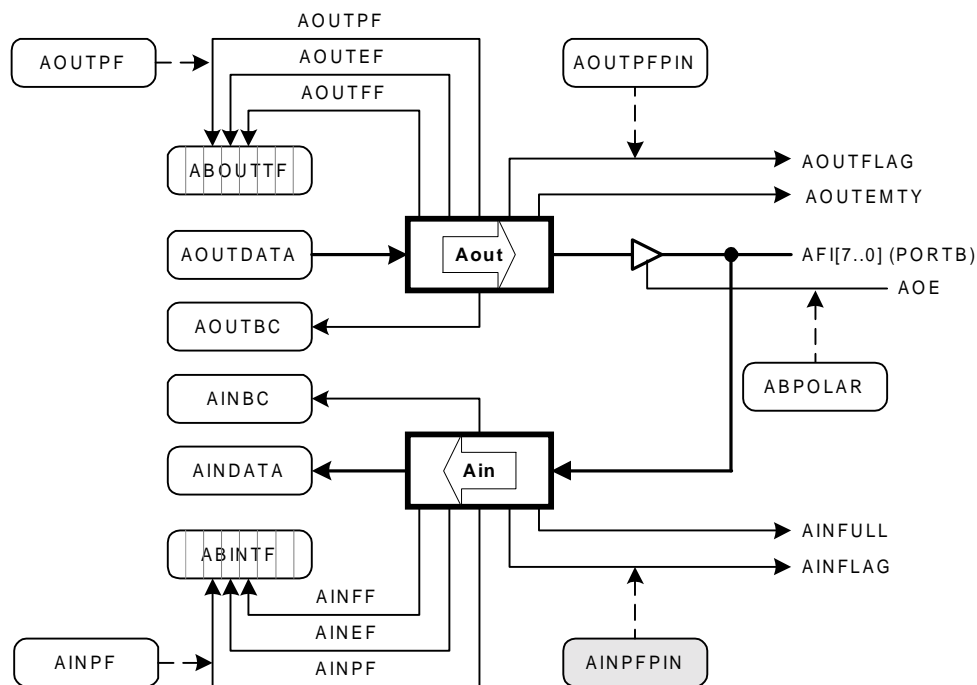 AOUTPF
AOUTPF
AOUTEF
AOUTFF
AOUTPFPIN
ABOUTTF
AOUTFLAG
AOUTEMTY
AOUTDATA
Aout
AFI[7..0] (PORTB)
AOE
AOUTBC
ABPOLAR
AINBC
AINDATA
Ain
AINFULL
ABINTF
AINFLAG
AINFF
AINEF
AINPF
AINPF
AINPFPIN